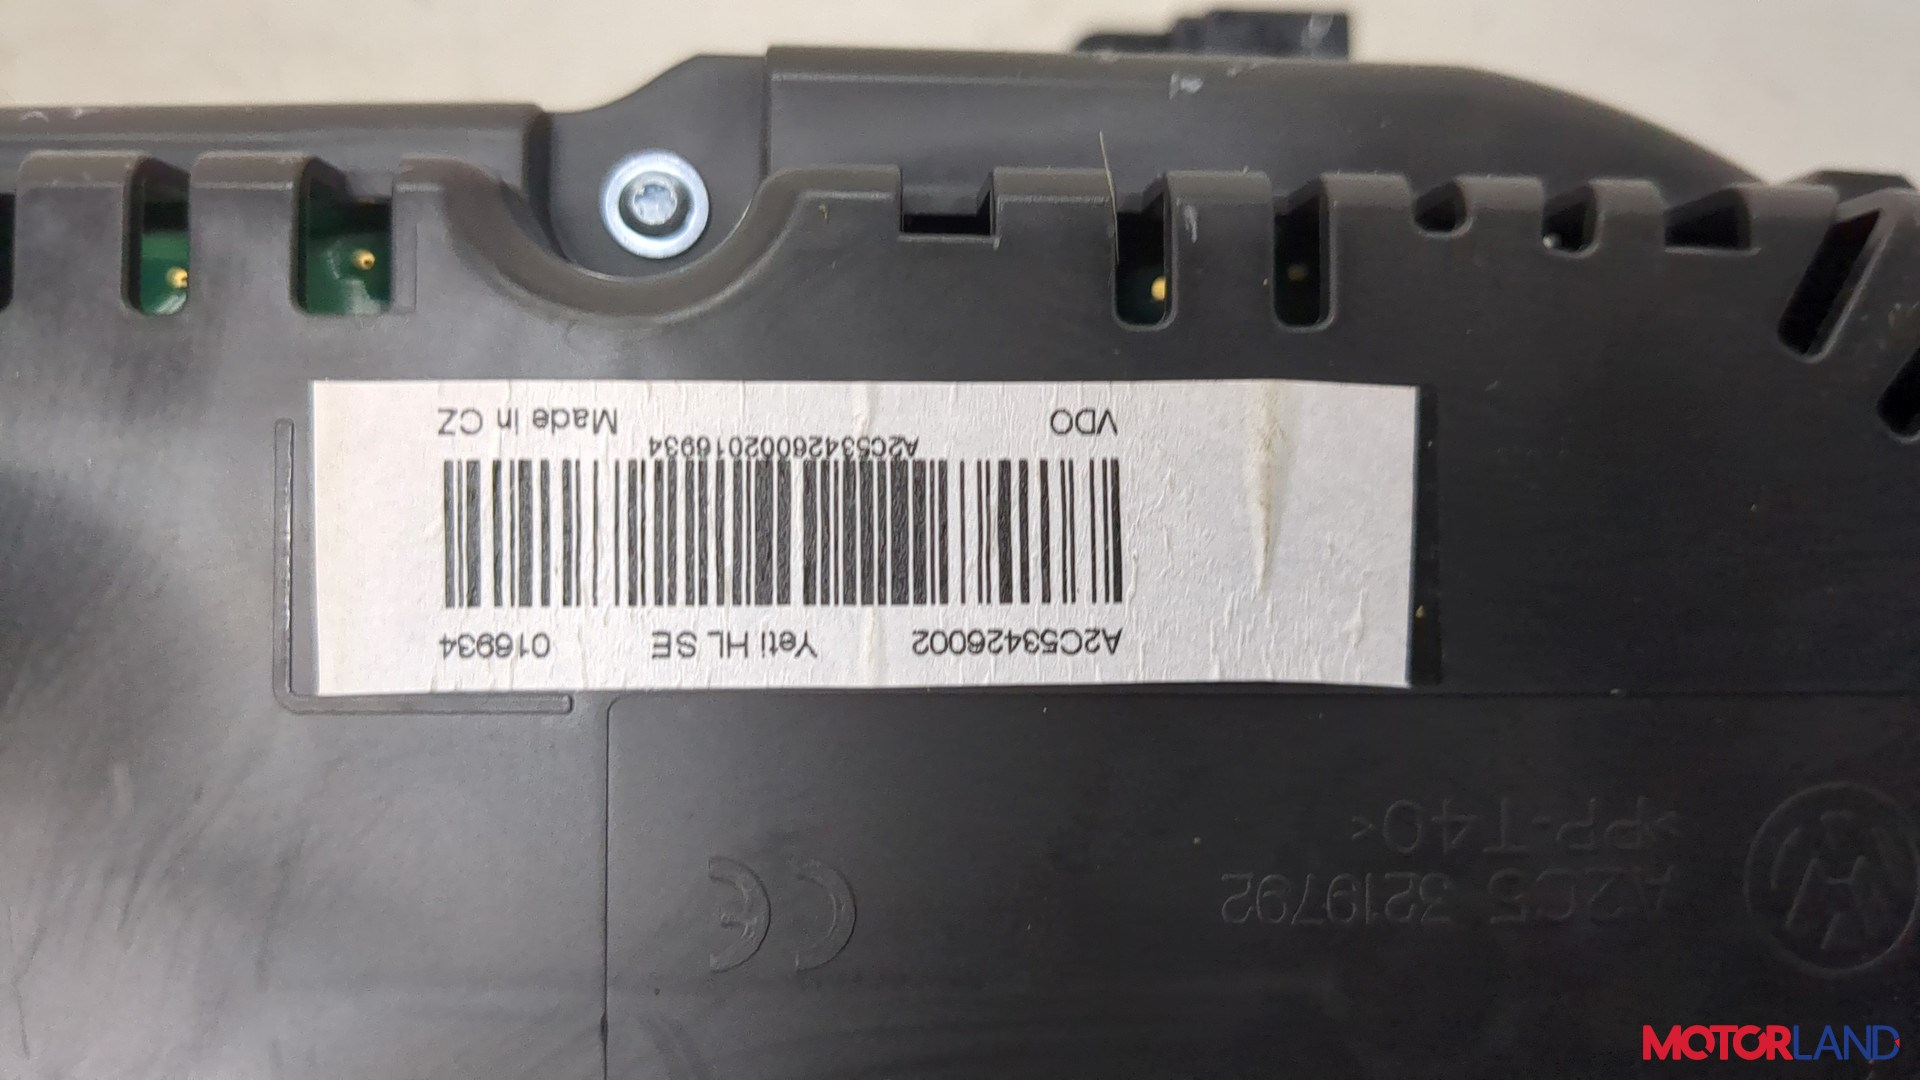 A2C53426002 Yeti HL SE 016934
A2C53426002016934
VDO Made in CZ
A2C5 3219792
>PP-T40<
MOTORLAND